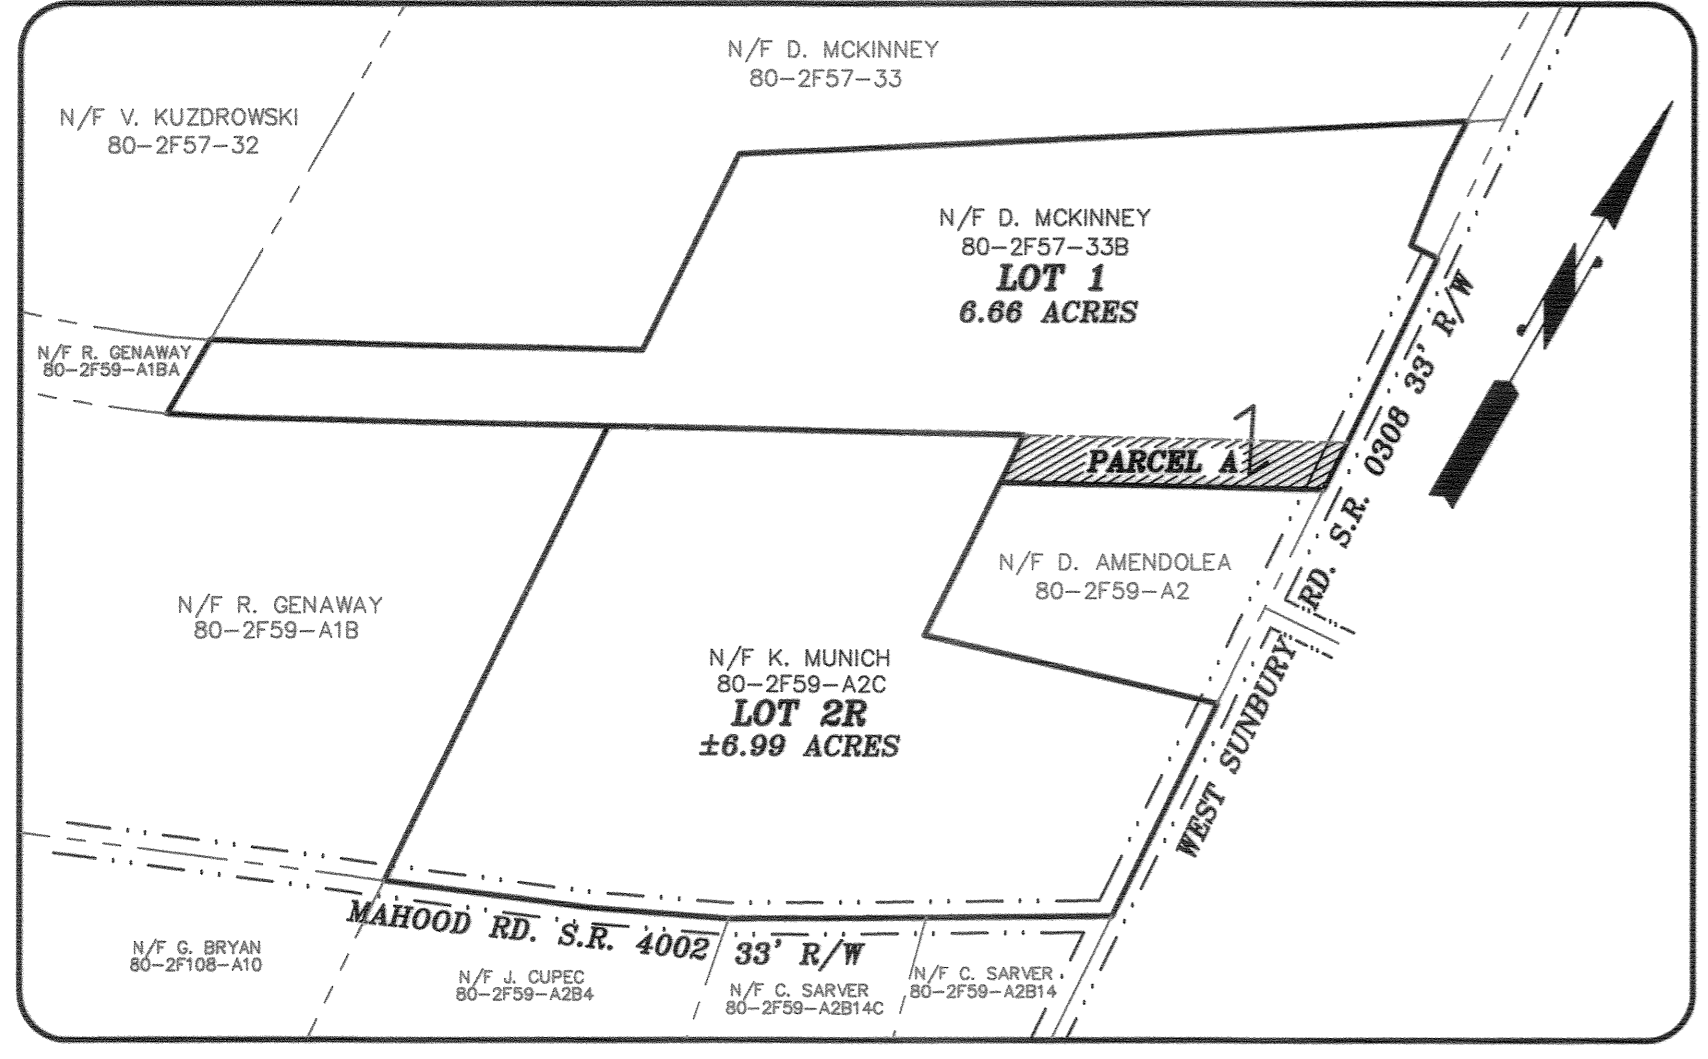 N/F D. MCKINNEY
80-2F57-33
N/F V. KUZDROWSKI
80-2F57-32
N/F D. MCKINNEY
80-2F57-33B
LOT 1
6.66 ACRES
N/F R. GENAWAY
80-2F59-A1BA
PARCEL A
N/F D. AMENDOLEA
80-2F59-A2
N/F R. GENAWAY
80-2F59-A1B
N/F K. MUNICH
80-2F59-A2C
LOT 2R
±6.99 ACRES
WEST SUNBURY RD. S.R. 0308 33' R/W
MAHOOD RD. S.R. 4002 33' R/W
N/F G. BRYAN
80-2F108-A10
N/F J. CUPEC
80-2F59-A2B4
N/F C. SARVER
80-2F59-A2B14C
N/F C. SARVER
80-2F59-A2B14